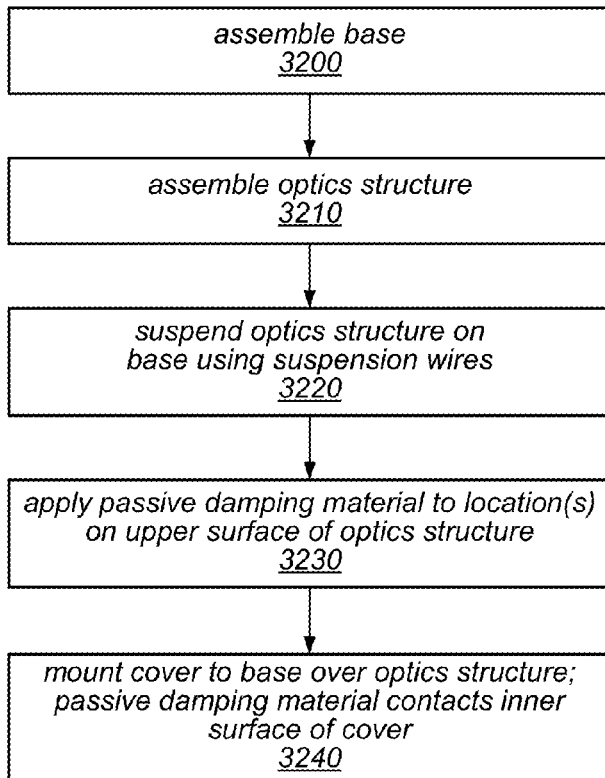 assemble base
3200
assemble optics structure
3210
suspend optics structure on
base using suspension wires
3220
apply passive damping material to location(s)
on upper surface of optics structure
3230
mount cover to base over optics structure;
passive damping material contacts inner
surface of cover
3240